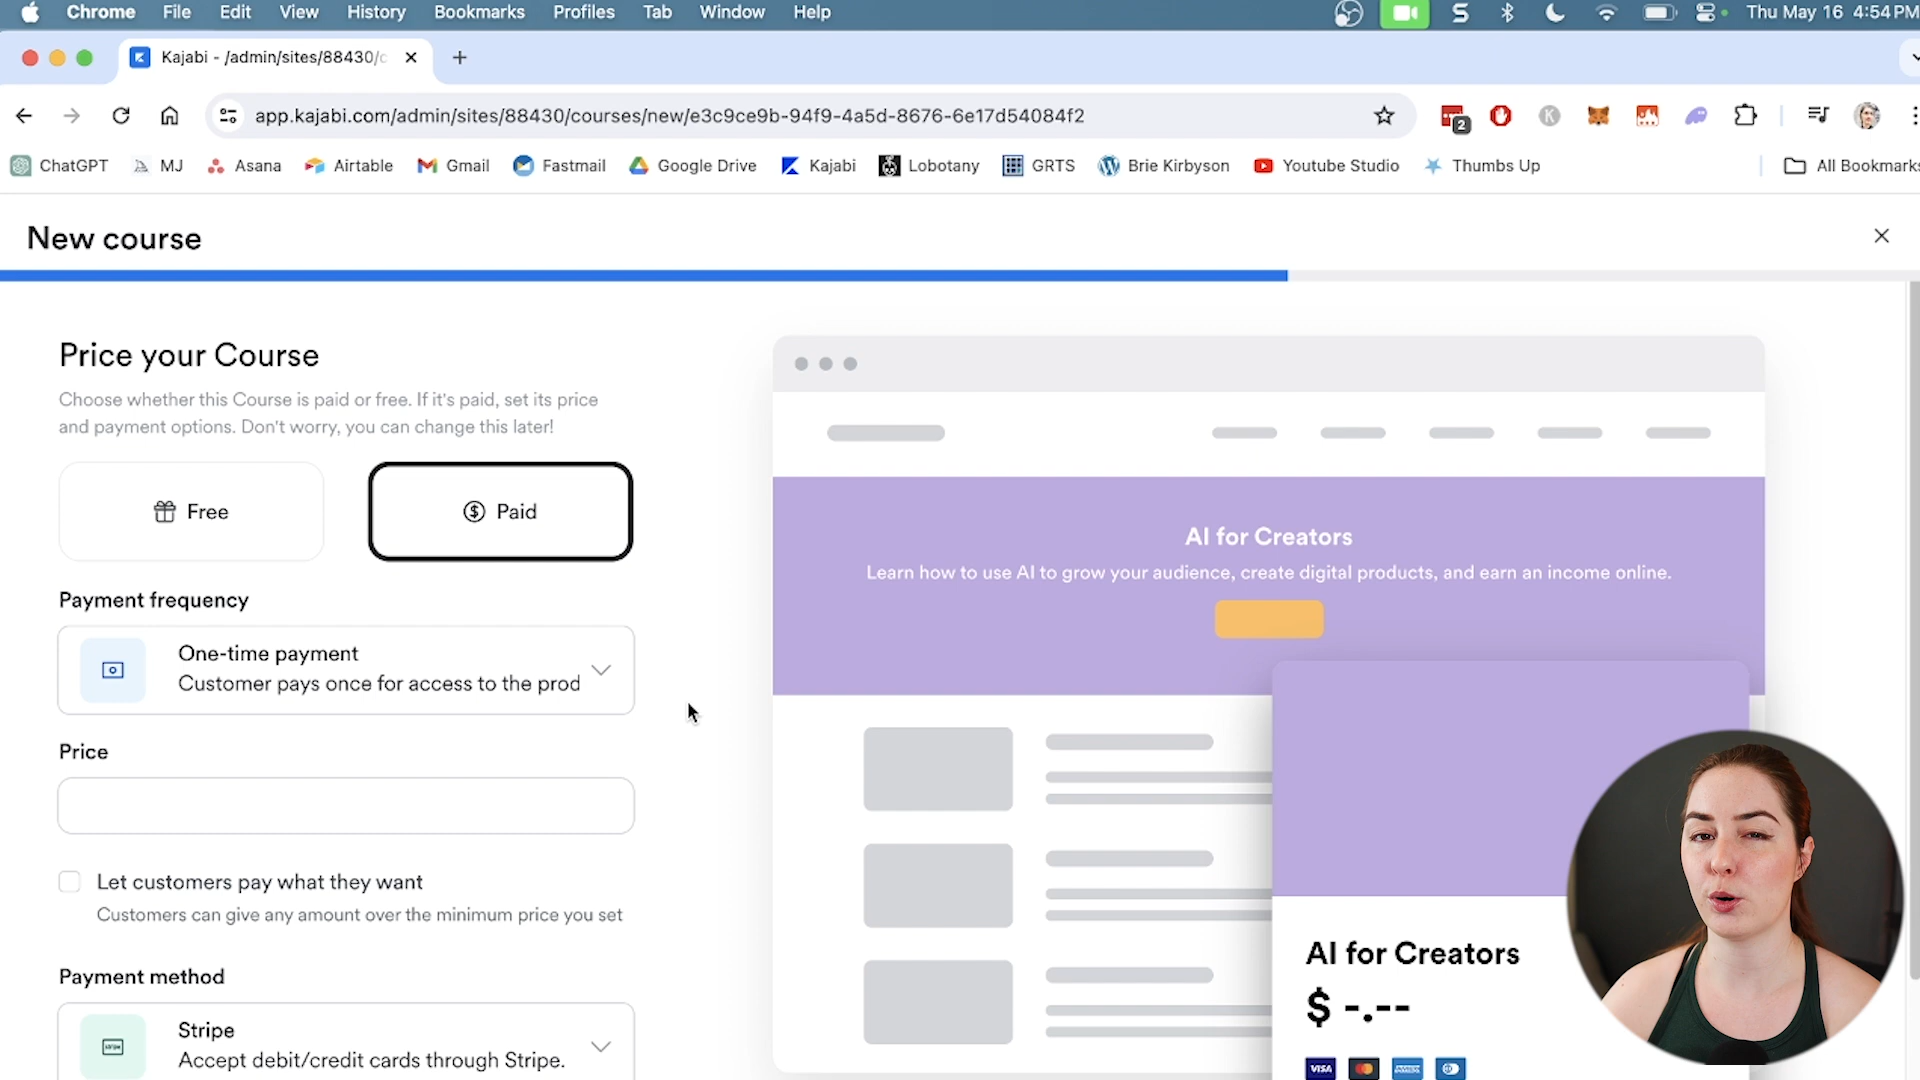 Chrome File Edit View History Bookmarks Profiles Tab Window Help
Thu May 16 4:54PM
Kajabi - /admin/sites/88430/c
app.kajabi.com/admin/sites/88430/courses/new/e3c9ce9b-94f9-4a5d-8676-6e17d54084f2
2
K
ChatGPT MJ Asana Airtable Gmail Fastmail Google Drive Kajabi Lobotany GRTS Brie Kirbyson Youtube Studio Thumbs Up All Bookmarks
New course
Price your Course
Choose whether this Course is paid or free. If it's paid, set its price
and payment options. Don't worry, you can change this later!
Free
Paid
Payment frequency
One-time payment
Customer pays once for access to the prod
Price
Let customers pay what they want
Customers can give any amount over the minimum price you set
Payment method
stripe
Stripe
Accept debit/credit cards through Stripe.
AI for Creators
Learn how to use AI to grow your audience, create digital products, and earn an income online.
AI for Creators
$ -.--
VISA